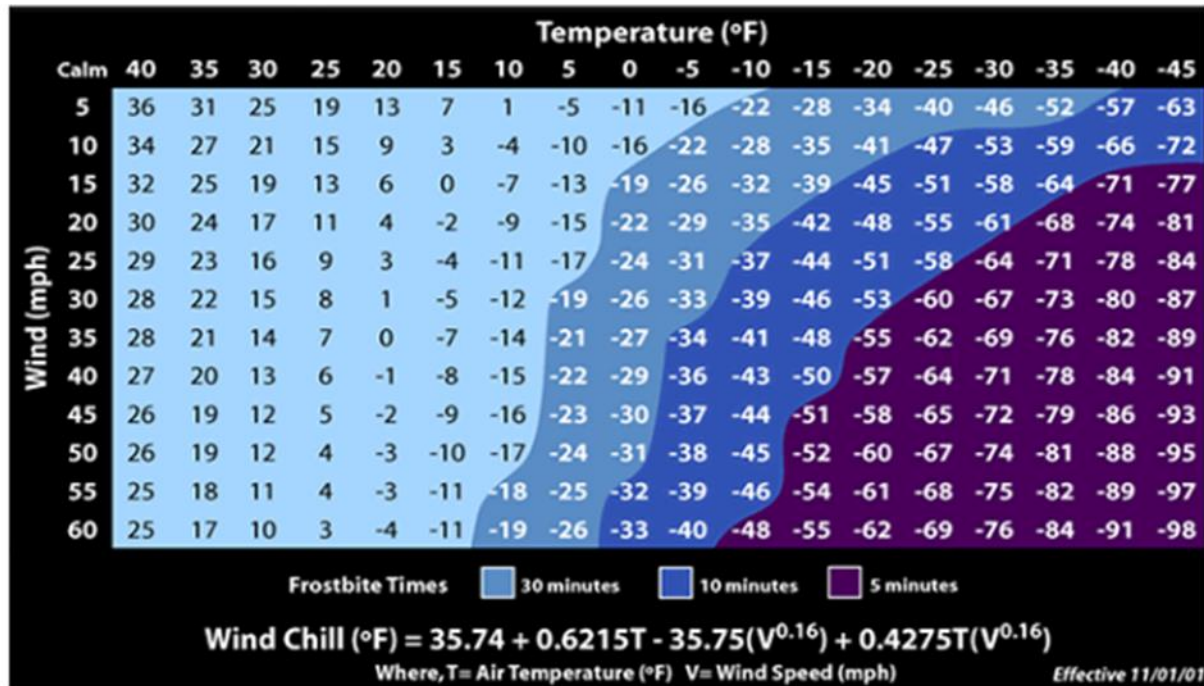 Temperature (ºF)
Calm 40 35 30 25 20 15 10 5 0 -5 -10 -15 -20 -25 -30 -35 -40 -45
5 36 31 25 19 13 7 1 -5 -11 -16 -22 -28 -34 -40 -46 -52 -57 -63
10 34 27 21 15 9 3 -4 -10 -16 -22 -28 -35 -41 -47 -53 -59 -66 -72
15 32 25 19 13 6 0 -7 -13 -19 -26 -32 -39 -45 -51 -58 -64 -71 -77
20 30 24 17 11 4 -2 -9 -15 -22 -29 -35 -42 -48 -55 -61 -68 -74 -81
25 29 23 16 9 3 -4 -11 -17 -24 -31 -37 -44 -51 -58 -64 -71 -78 -84
30 28 22 15 8 1 -5 -12 -19 -26 -33 -39 -46 -53 -60 -67 -73 -80 -87
35 28 21 14 7 0 -7 -14 -21 -27 -34 -41 -48 -55 -62 -69 -76 -82 -89
40 27 20 13 6 -1 -8 -15 -22 -29 -36 -43 -50 -57 -64 -71 -78 -84 -91
45 26 19 12 5 -2 -9 -16 -23 -30 -37 -44 -51 -58 -65 -72 -79 -86 -93
50 26 19 12 4 -3 -10 -17 -24 -31 -38 -45 -52 -60 -67 -74 -81 -88 -95
55 25 18 11 4 -3 -11 -18 -25 -32 -39 -46 -54 -61 -68 -75 -82 -89 -97
60 25 17 10 3 -4 -11 -19 -26 -33 -40 -48 -55 -62 -69 -76 -84 -91 -98
Wind (mph)
Frostbite Times 30 minutes 10 minutes 5 minutes
Wind Chill (ºF) = 35.74 + 0.6215T - 35.75(V^0.16) + 0.4275T(V^0.16)
Where, T= Air Temperature (ºF) V= Wind Speed (mph)
Effective 11/01/0